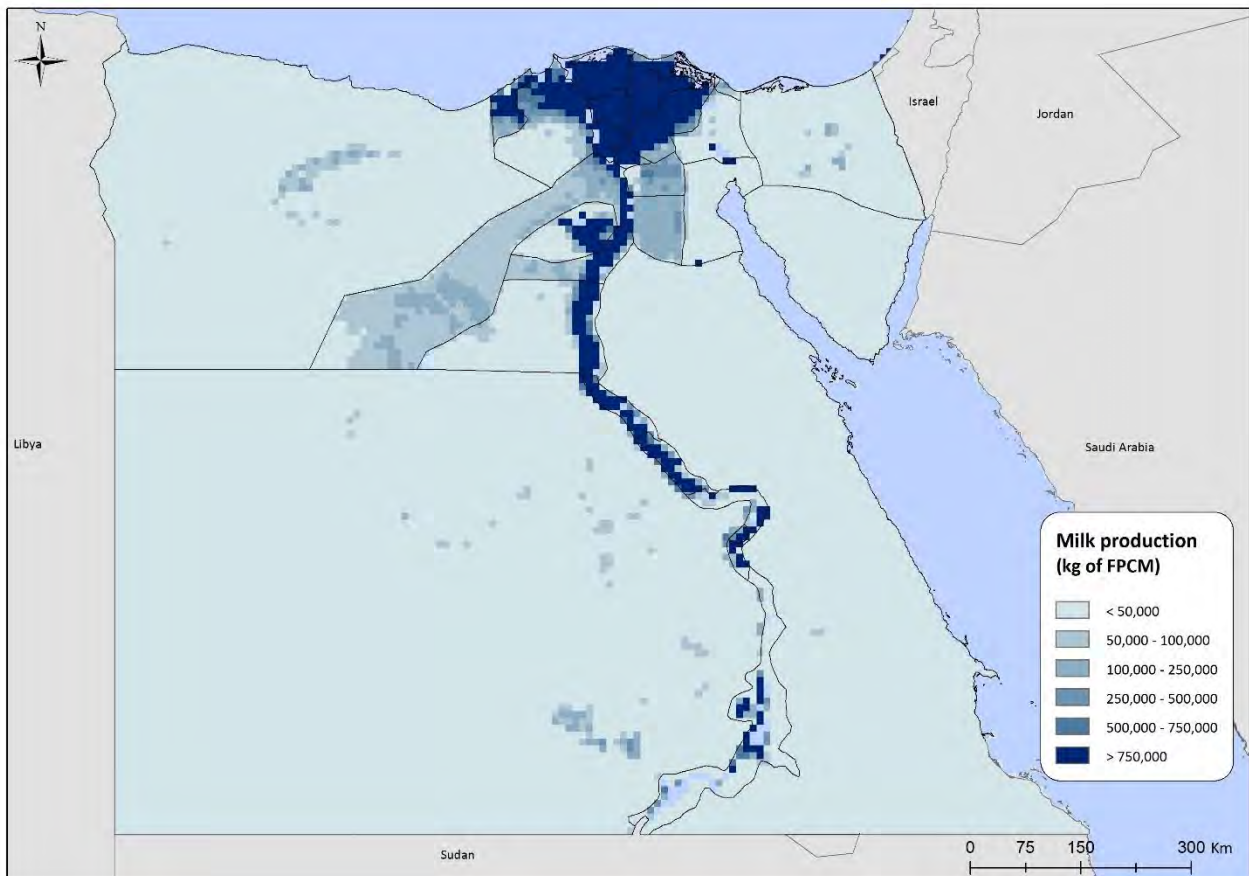 N
Israel
Jordan
Libya
Saudi Arabia
Milk production
(kg of FPCM)
< 50,000
50,000 - 100,000
100,000 - 250,000
250,000 - 500,000
500,000 - 750,000
> 750,000
Sudan
0 75 150 300 Km